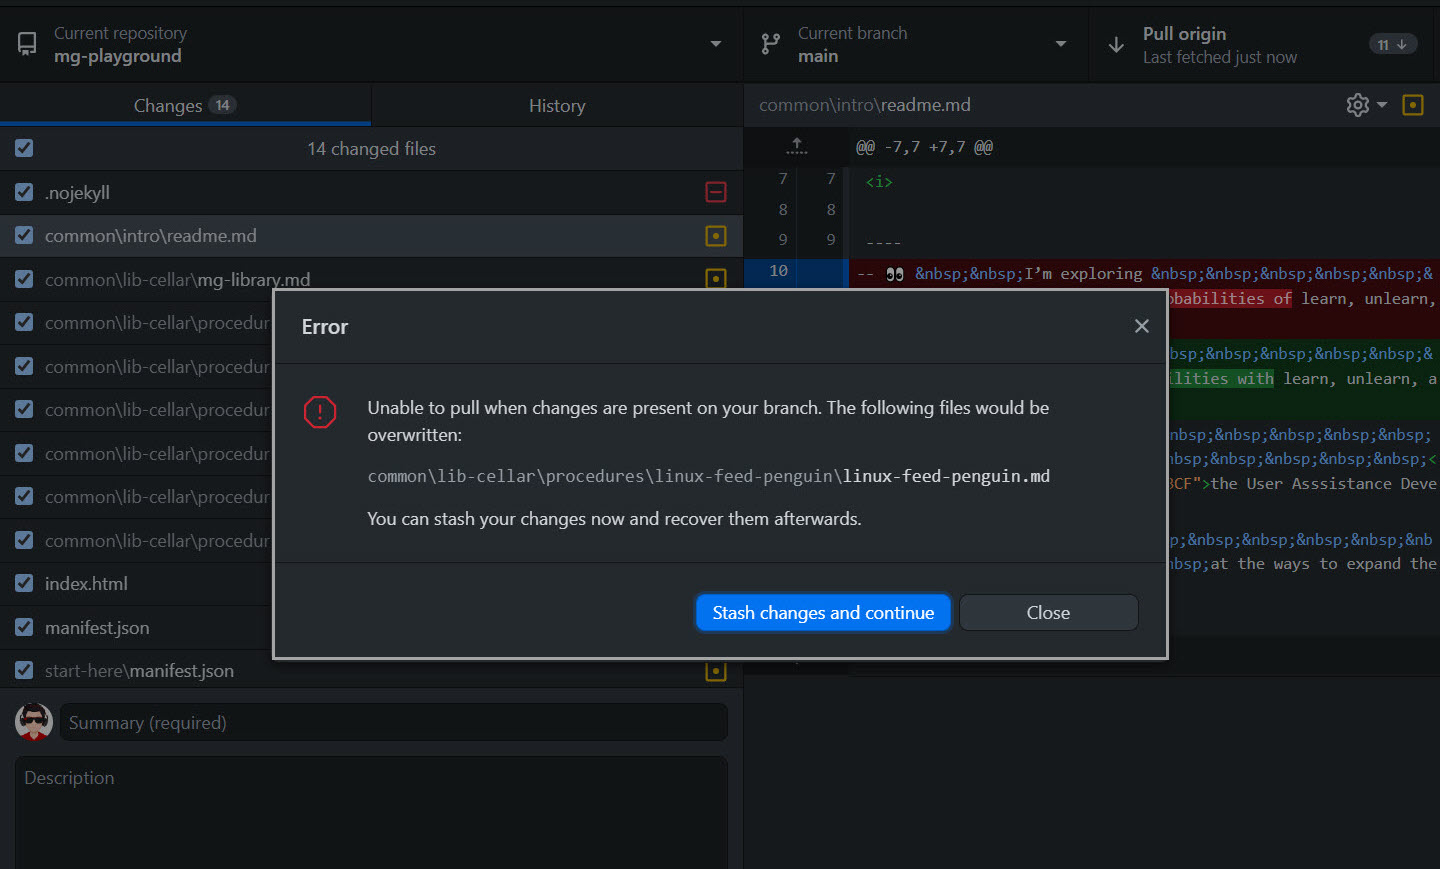 Current repository
mg-playground
Current branch
main
Pull origin
Last fetched just now
11
Changes 14
History
common\intro\readme.md
14 changed files
@@ -7,7 +7,7 @@
.nojekyll
7 7 <i>
8 8
common\intro\readme.md
9 9 ----
common\lib-cellar\mg-library.md
10 -- 👀 &nbsp;&nbsp;I’m exploring &nbsp;&nbsp;&nbsp;&nbsp;&nbsp;&
obabilities of learn, unlearn,
common\lib-cellar\procedur
Error
bsp;&nbsp;&nbsp;&nbsp;&nbsp;&
common\lib-cellar\procedur
ilities with learn, unlearn, a
common\lib-cellar\procedur
Unable to pull when changes are present on your branch. The following files would be
overwritten:
nbsp;&nbsp;&nbsp;&nbsp;&nbsp;
common\lib-cellar\procedur
bsp;&nbsp;&nbsp;&nbsp;&nbsp;<
common\lib-cellar\procedures\linux-feed-penguin\linux-feed-penguin.md
3CF">the User Asssistance Deve
common\lib-cellar\procedur
You can stash your changes now and recover them afterwards.
common\lib-cellar\procedur
p;&nbsp;&nbsp;&nbsp;&nbsp;&nb
bsp;at the ways to expand the
index.html
Stash changes and continue
Close
manifest.json
start-here\manifest.json
Summary (required)
Description